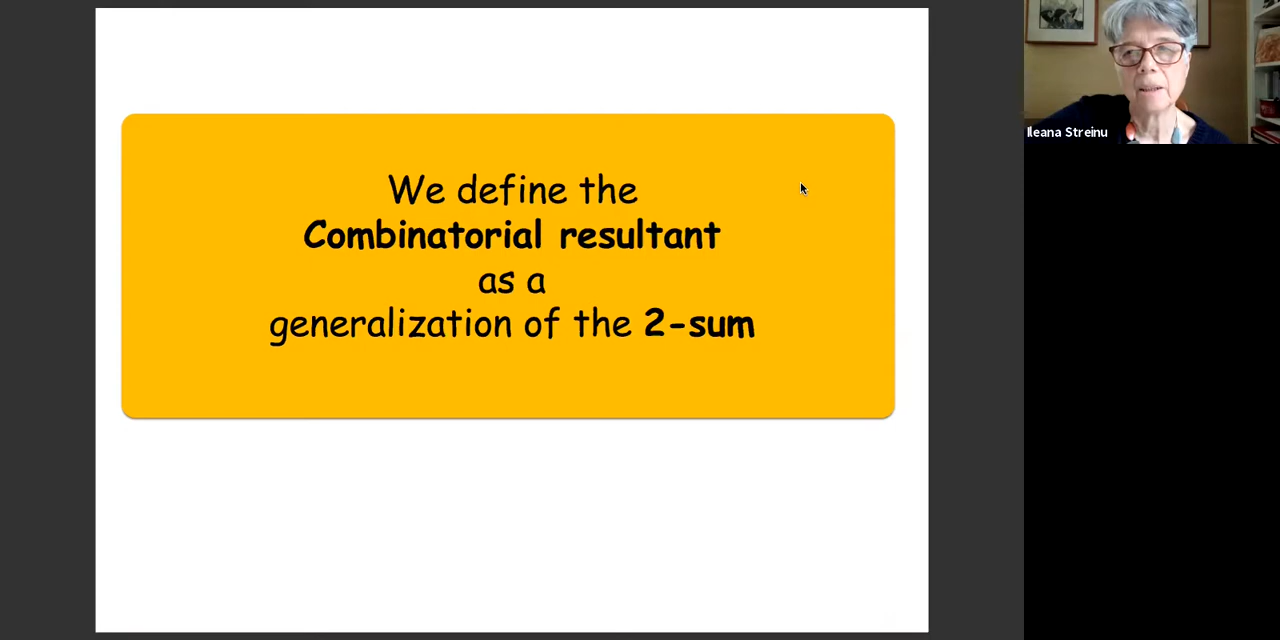 We define the
Combinatorial resultant
as a
generalization of the 2-sum
Ileana Streinu